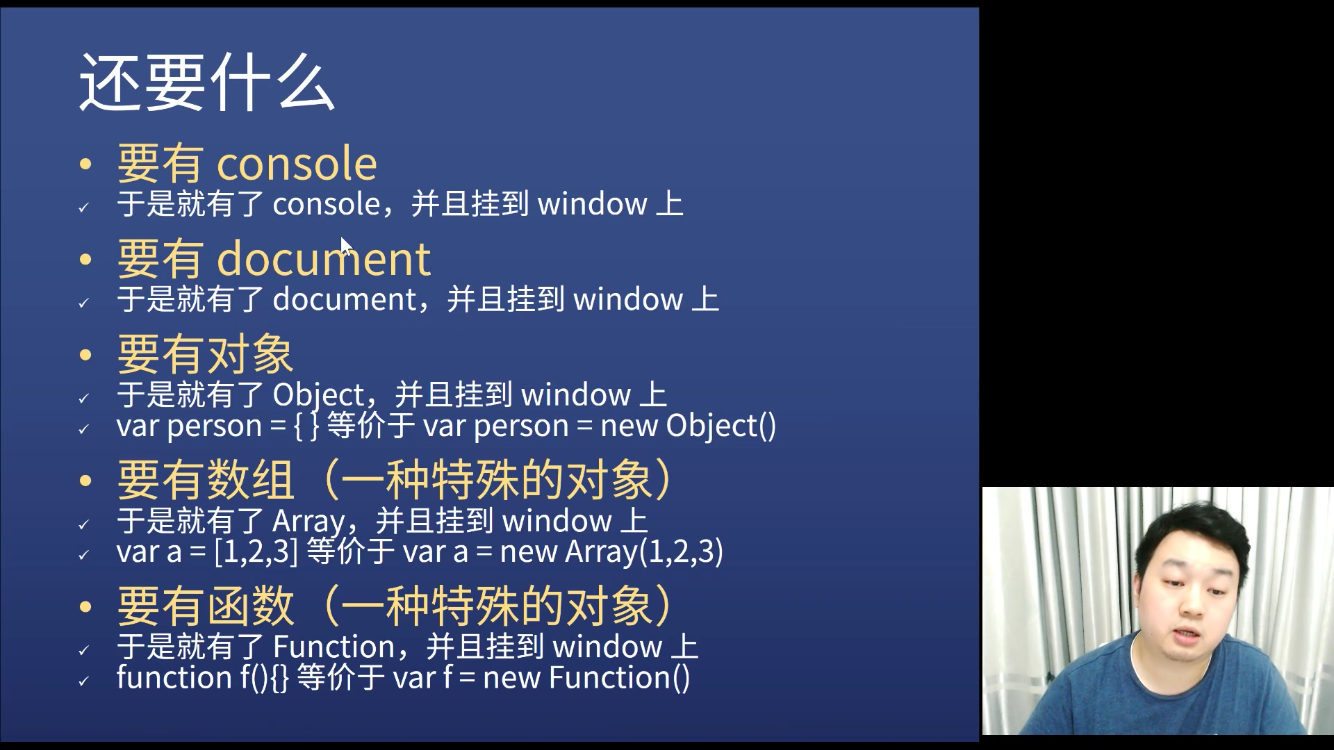 还要什么
• 要有 console
✓ 于是就有了 console，并且挂到 window 上
• 要有 document
✓ 于是就有了 document，并且挂到 window 上
• 要有对象
✓ 于是就有了 Object，并且挂到 window 上
✓ var person = { } 等价于 var person = new Object()
• 要有数组（一种特殊的对象）
✓ 于是就有了 Array，并且挂到 window 上
✓ var a = [1,2,3] 等价于 var a = new Array(1,2,3)
• 要有函数（一种特殊的对象）
✓ 于是就有了 Function，并且挂到 window 上
✓ function f(){} 等价于 var f = new Function()